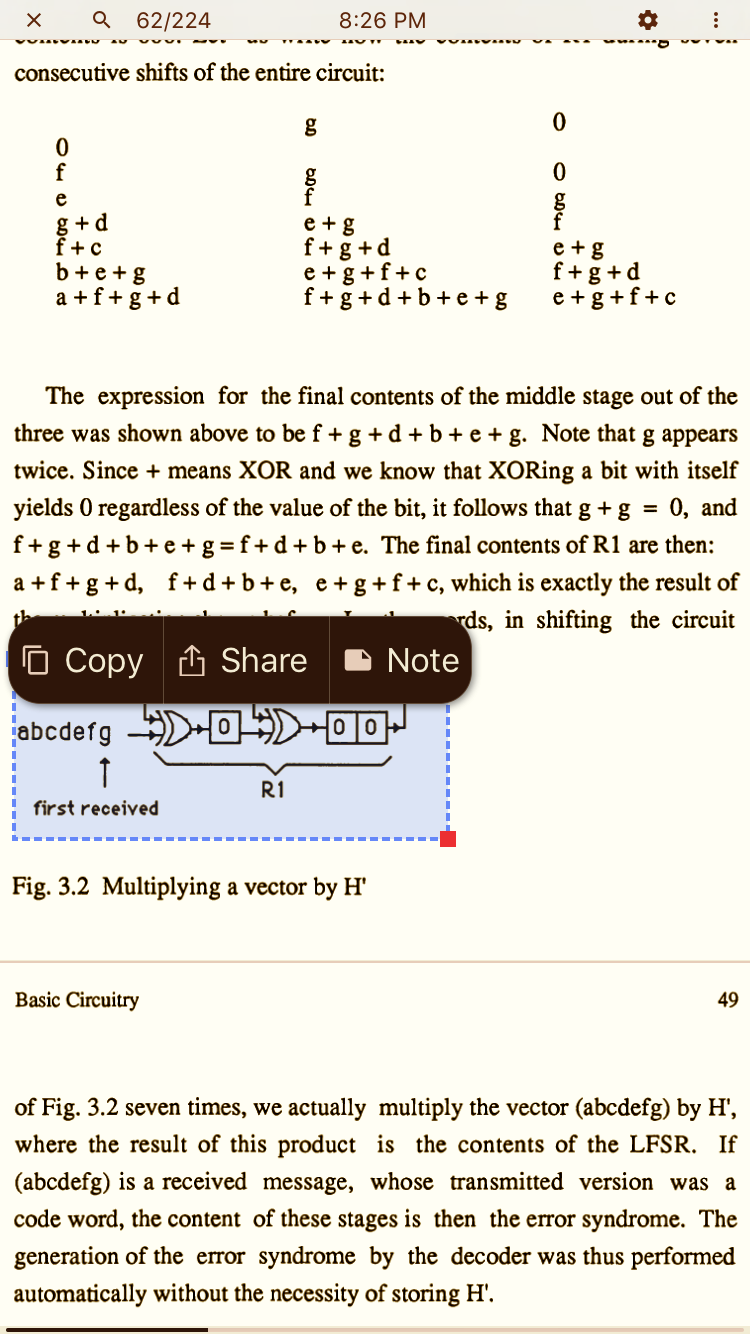 62/224
8:26 PM
consecutive shifts of the entire circuit:
g 0
0
f g 0
e f g
g + d e + g f
f + c f + g + d e + g
b + e + g e + g + f + c f + g + d
a + f + g + d f + g + d + b + e + g e + g + f + c
The expression for the final contents of the middle stage out of the
three was shown above to be f + g + d + b + e + g. Note that g appears
twice. Since + means XOR and we know that XORing a bit with itself
yields 0 regardless of the value of the bit, it follows that g + g = 0, and
f + g + d + b + e + g = f + d + b + e. The final contents of R1 are then:
a + f + g + d, f + d + b + e, e + g + f + c, which is exactly the result of
rds, in shifting the circuit
Copy Share Note
abcdefg 0 0 0
R1
first received
Fig. 3.2 Multiplying a vector by H'
Basic Circuitry 49
of Fig. 3.2 seven times, we actually multiply the vector (abcdefg) by H',
where the result of this product is the contents of the LFSR. If
(abcdefg) is a received message, whose transmitted version was a
code word, the content of these stages is then the error syndrome. The
generation of the error syndrome by the decoder was thus performed
automatically without the necessity of storing H'.